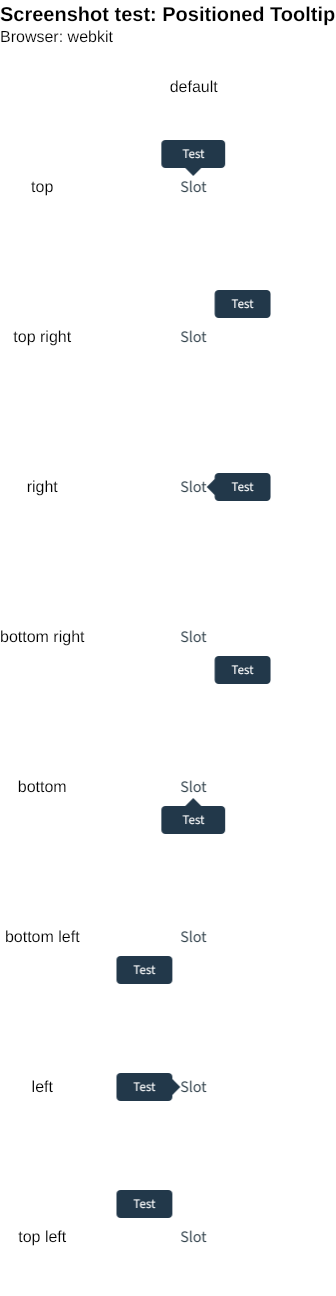 Screenshot test: Positioned Tooltip
Browser: webkit
default
Test
top Slot
Test
top right Slot
right Slot Test
bottom right Slot
Test
bottom Slot
Test
bottom left Slot
Test
left Test Slot
Test
top left Slot